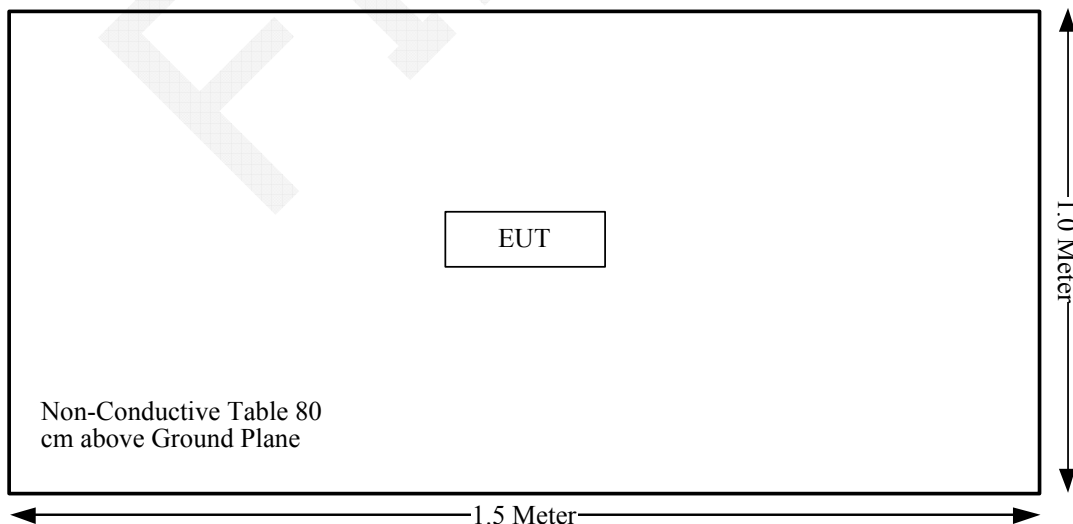 EUT
1.0 Meter
Non-Conductive Table 80
cm above Ground Plane
1.5 Meter